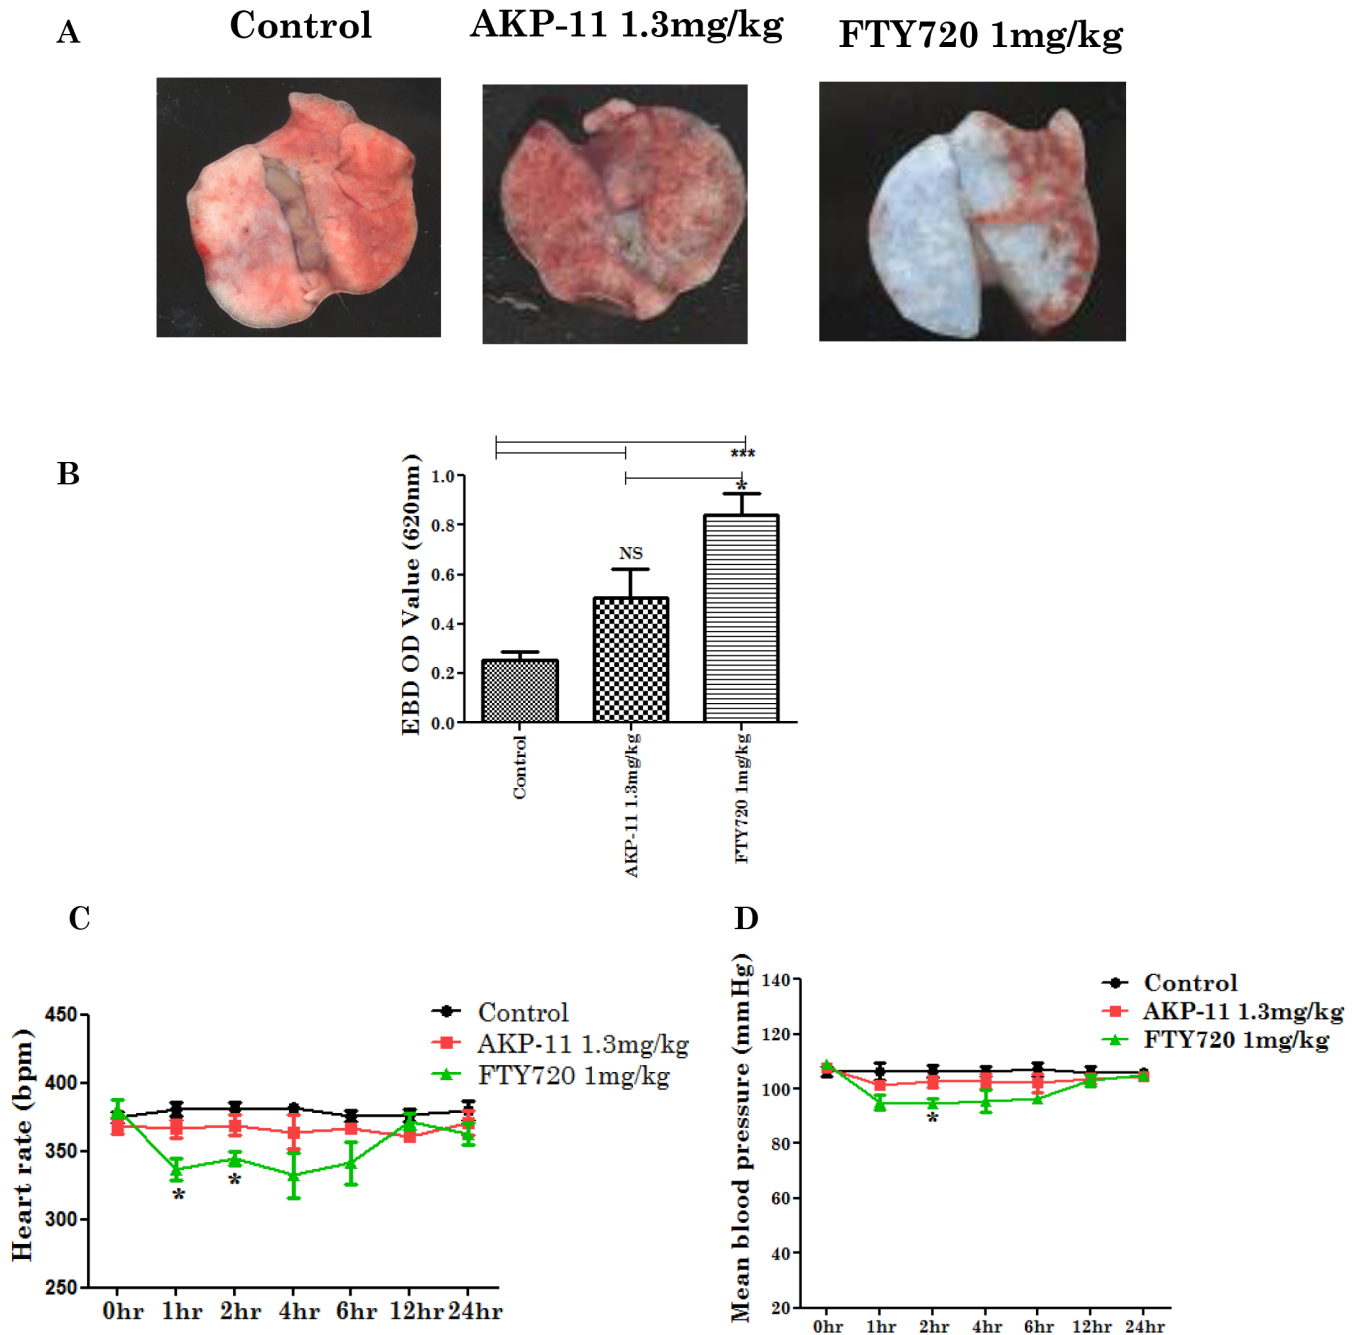 A
Control
AKP-11 1.3mg/kg
FTY720 1mg/kg
B
EBD OD Value (620nm)
1.0
0.8
0.6
0.4
0.2
0.0
***
*
NS
Control
AKP-11 1.3mg/kg
FTY720 1mg/kg
C
Heart rate (bpm)
450
400
350
300
250
Control
AKP-11 1.3mg/kg
FTY720 1mg/kg
*
*
0hr 1hr 2hr 4hr 6hr 12hr 24hr
D
Mean blood pressure (mmHg)
140
120
100
80
60
40
20
Control
AKP-11 1.3mg/kg
FTY720 1mg/kg
*
0hr 1hr 2hr 4hr 6hr 12hr 24hr